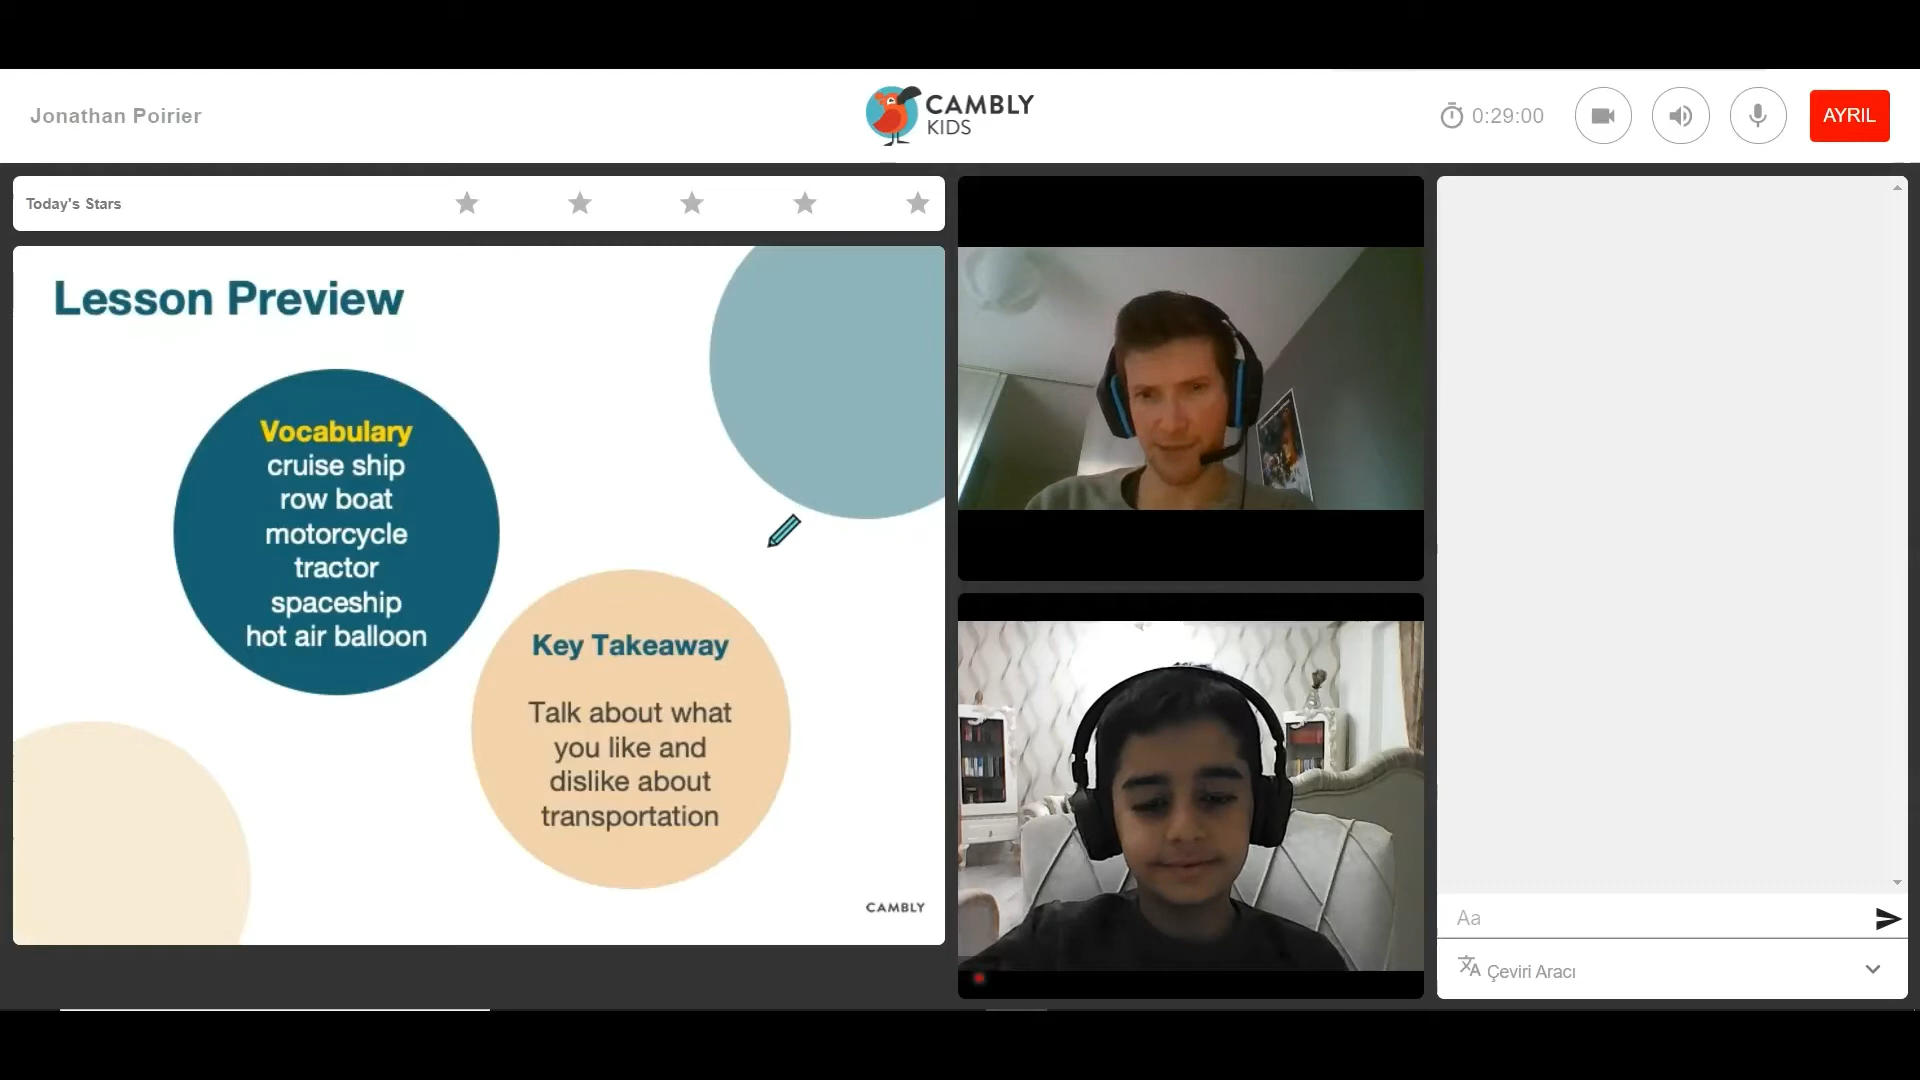 Jonathan Poirier
CAMBLY
KIDS
0:29:00
AYRIL
Today's Stars
Lesson Preview
Vocabulary
cruise ship
row boat
motorcycle
tractor
spaceship
hot air balloon
Key Takeaway
Talk about what
you like and
dislike about
transportation
CAMBLY
Aa
Çeviri Aracı